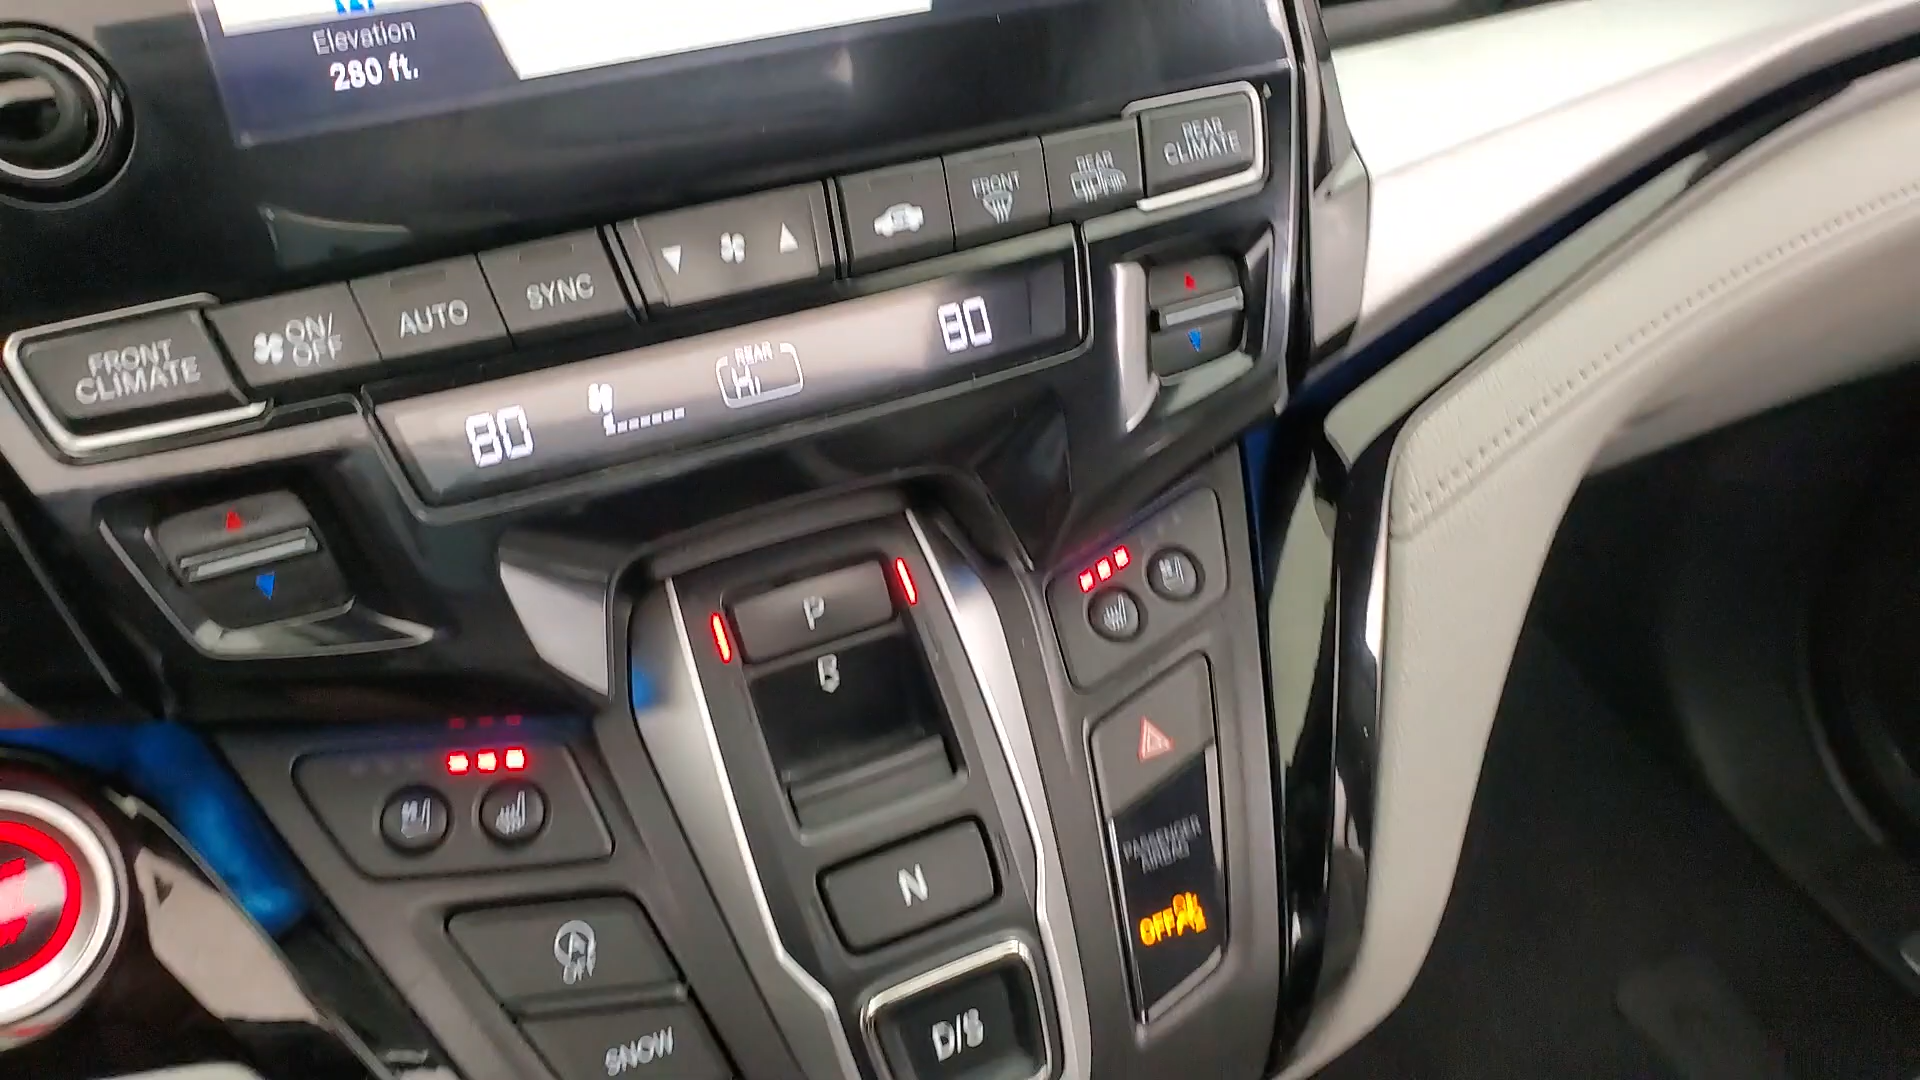 Elevation
280 ft.
REAR
CLIMATE
REAR
FRONT
SYNC
AUTO
ON/
OFF
FRONT
CLIMATE
80
REAR
HI
80
P
R
N
D/S
OFF
SNOW
PASSENGER
AIRBAG
OFF